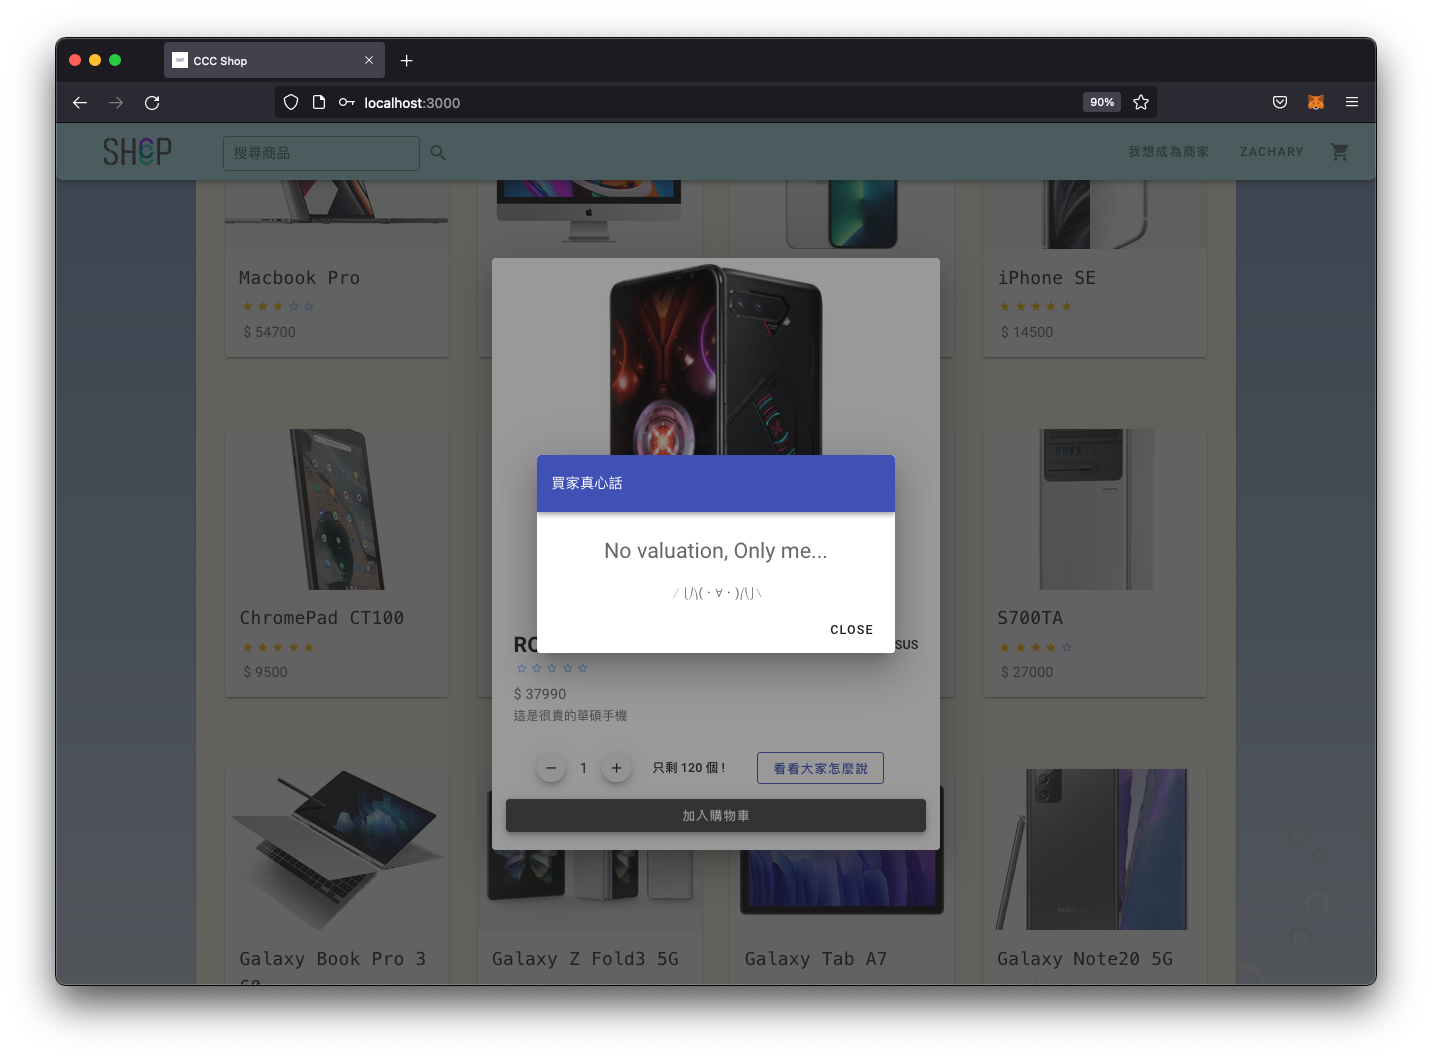 CCC Shop
localhost:3000
90%
SHOP
搜尋商品
我想成為商家
ZACHARY
Macbook Pro
$ 54700
iPhone SE
$ 14500
買家真心話
No valuation, Only me...
CLOSE
ChromePad CT100
$ 9500
S700TA
$ 27000
RO
SUS
$ 37990
這是很貴的華碩手機
1
只剩 120 個 !
看看大家怎麼說
加入購物車
Galaxy Book Pro 3
60
Galaxy Z Fold3 5G
Galaxy Tab A7
Galaxy Note20 5G